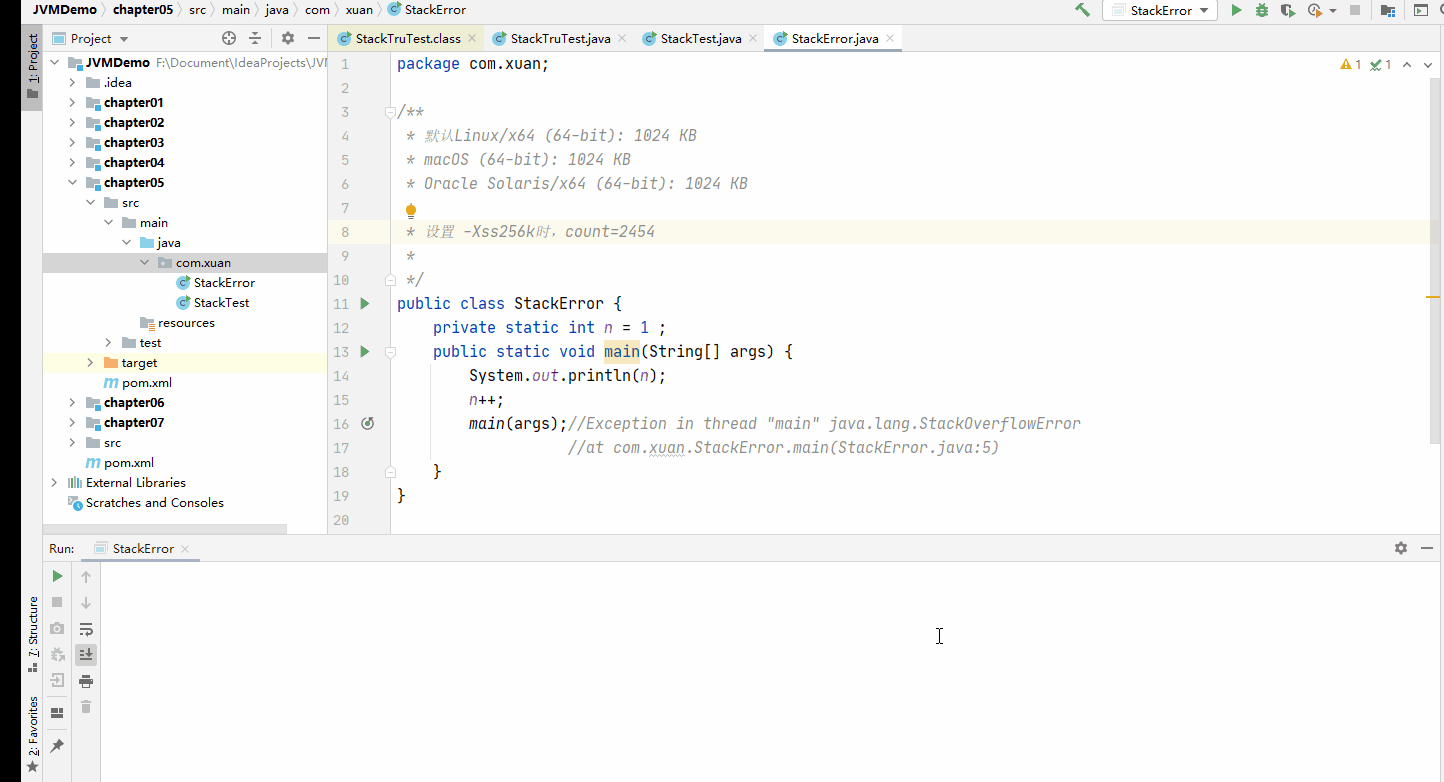 JVMDemo chapter05 src main java com xuan StackError
StackError
Project
StackTruTest.class StackTruTest.java StackTest.java StackError.java
1: Project
JVMDemo F:\Document\IdeaProjects\JV
.idea
chapter01
chapter02
chapter03
chapter04
chapter05
src
main
java
com.xuan
StackError
StackTest
resources
test
target
pom.xml
chapter06
chapter07
src
pom.xml
External Libraries
Scratches and Consoles
1 package com.xuan;
2
3 /**
4 * 默认Linux/x64 (64-bit): 1024 KB
5 * macOS (64-bit): 1024 KB
6 * Oracle Solaris/x64 (64-bit): 1024 KB
7
8 * 设置 -Xss256k时，count=2454
9 *
10 */
11 public class StackError {
12 private static int n = 1 ;
13 public static void main(String[] args) {
14 System.out.println(n);
15 n++;
16 main(args);//Exception in thread "main" java.lang.StackOverflowError
17 //at com.xuan.StackError.main(StackError.java:5)
18 }
19 }
20
1 1
Run: StackError
7: Structure
2: Favorites